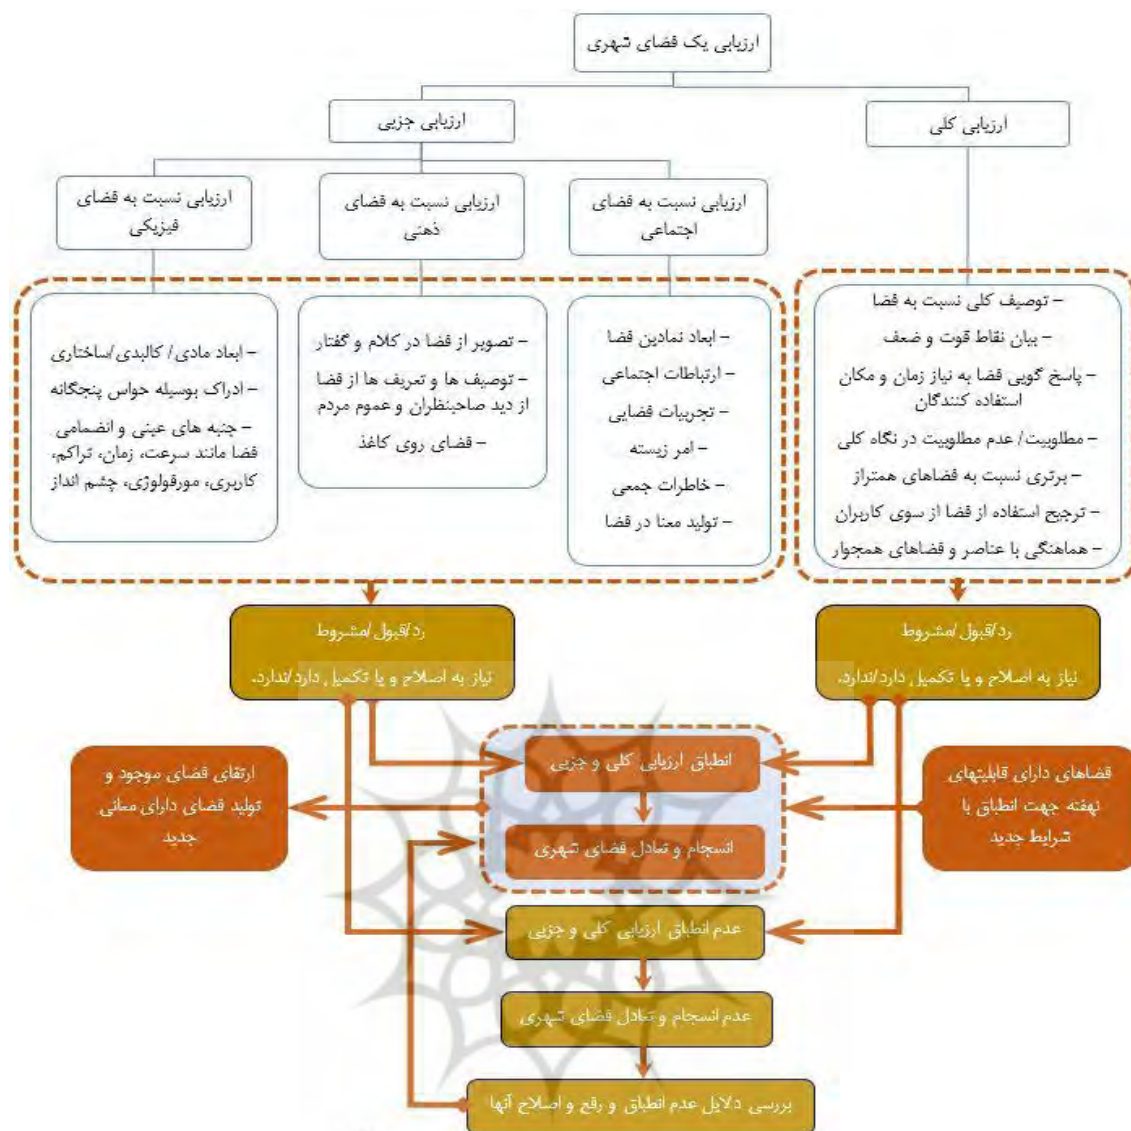 ارزیابی یک فضای شهری
ارزیابی کلی
ارزیابی جزیی
ارزیابی نسبت به فضای
اجتماعی
ارزیابی نسبت به فضای
ذهنی
ارزیابی نسبت به فضای
فیزیکی
– توصیف کلی نسبت به فضا
– بیان نقاط قوت و ضعف
– پاسخ گویی فضا به نیاز زمان و مکان
استفاده کنندگان
– مطلوبیت/ عدم مطلوبیت در نگاه کلی
– برتری نسبت به فضاهای همتراز
– ترجیح استفاده از فضا از سوی کاربران
– هماهنگی با عناصر و فضاهای همجوار
– ابعاد نمادین فضا
– ارتباطات اجتماعی
– تجربیات فضایی
– امر زیسته
– خاطرات جمعی
– تولید معنا در فضا
– تصویر از فضا در کلام و گفتار
– توصیف ها و تعریف ها از فضا
از دید صاحبنظران و عموم مردم
– فضای روی کاغذ
– ابعاد مادی/ کالبدی/ساختاری
– ادراک بوسیله حواس پنجگانه
– جنبه های عینی و انضمامی
فضا مانند سرعت، زمان، تراکم،
کاربری، مورفولوژی، چشم انداز
رد/قبول/مشروط
نیاز به اصلاح و یا تکمیل دارد/ندارد.
رد/قبول/مشروط
نیاز به اصلاح و یا تکمیل دارد/ندارد.
فضاهای دارای قابلیتهای
نهفته جهت انطباق با
شرایط جدید
انطباق ارزیابی کلی و جزیی
انسجام و تعادل فضای شهری
ارتقای فضای موجود و
تولید فضای دارای معانی
جدید
عدم انطباق ارزیابی کلی و جزیی
عدم انسجام و تعادل فضای شهری
بررسی دلایل عدم انطباق و رفع و اصلاح آنها